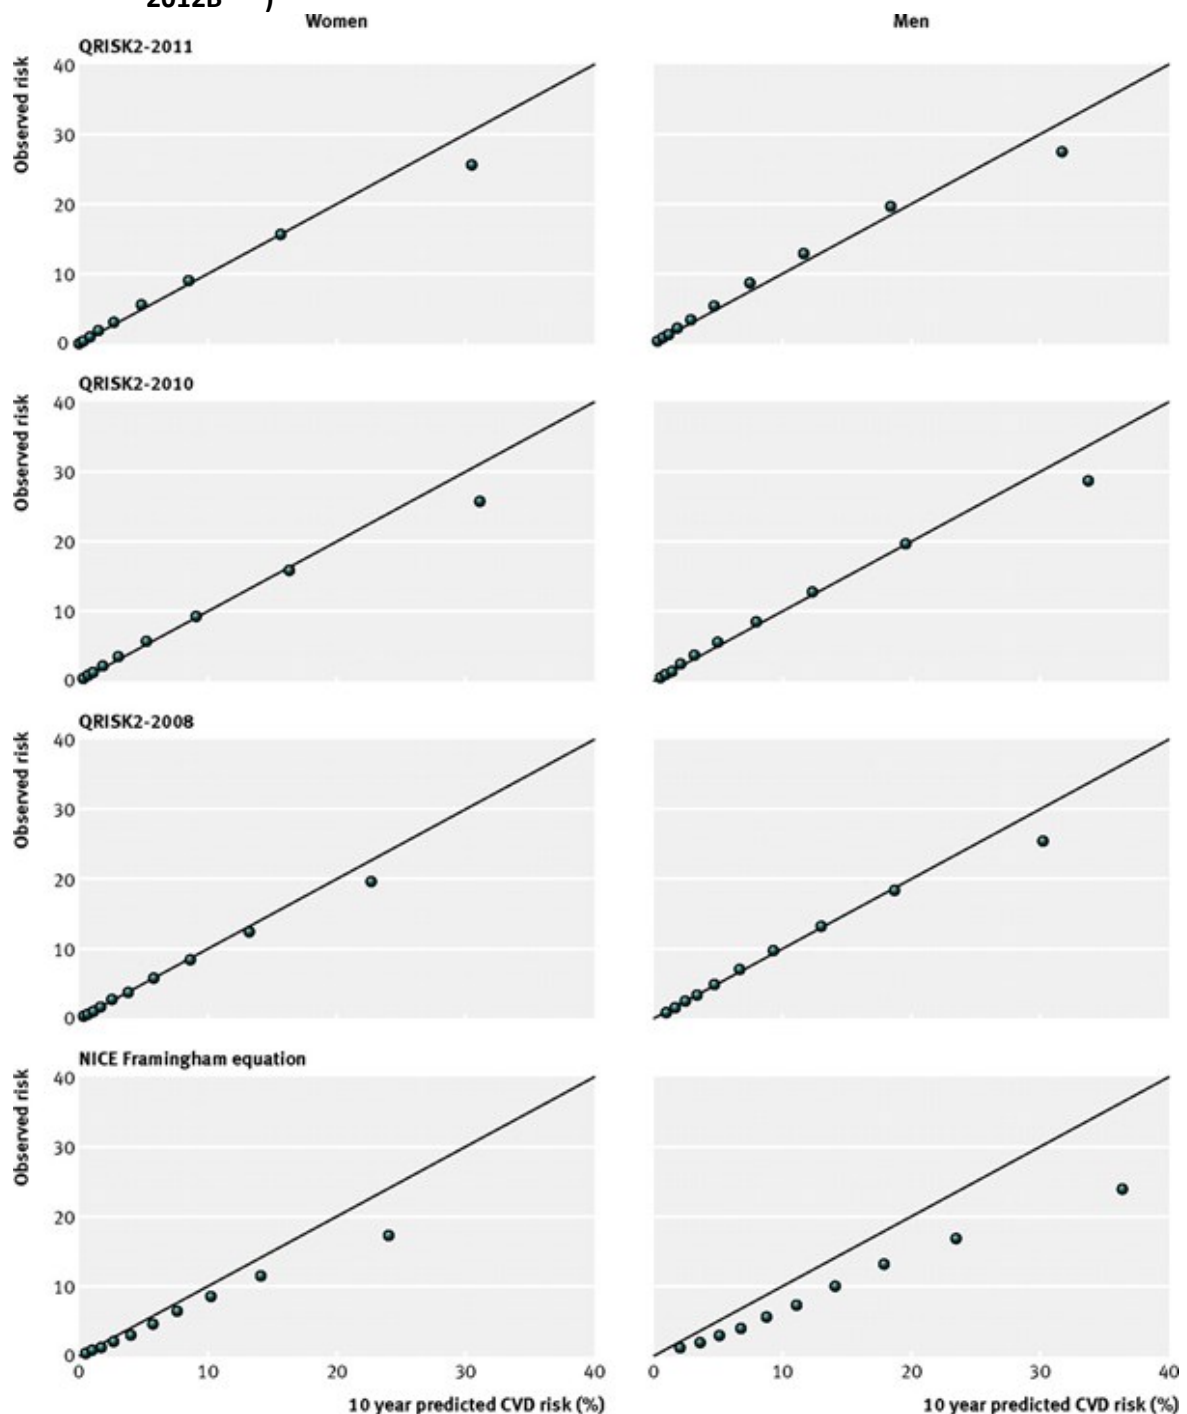 2012B )
Women Men
QRISK2-2011
Observed risk
40
30
20
10
0
QRISK2-2010
Observed risk
40
30
20
10
0
QRISK2-2008
Observed risk
40
30
20
10
0
NICE Framingham equation
Observed risk
40
30
20
10
0
0 10 20 30 40 0 10 20 30 40
10 year predicted CVD risk (%) 10 year predicted CVD risk (%)